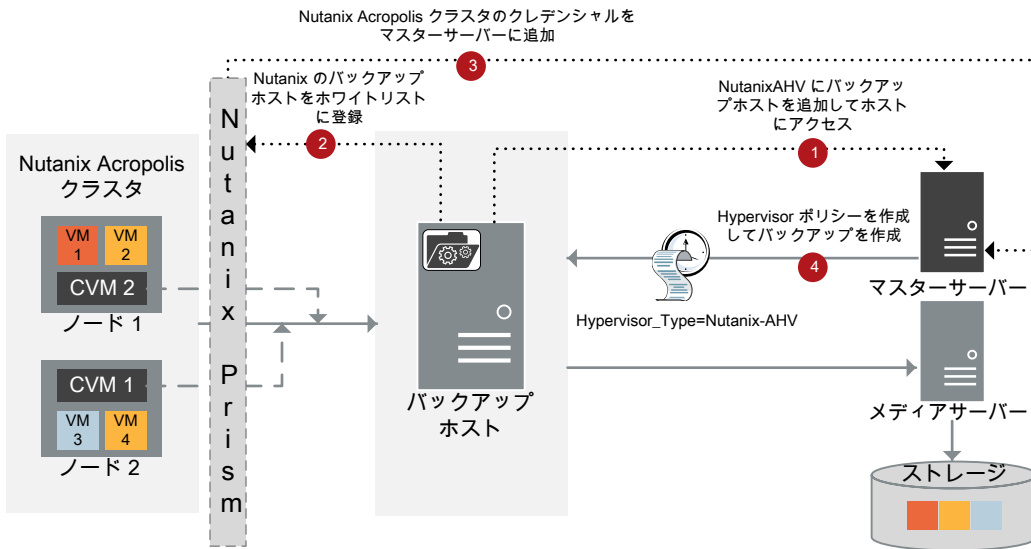 Nutanix Acropolis クラスタのクレデンシャルを
マスターサーバーに追加
3
Nutanix のバックアップ
ホストをホワイトリスト
に登録
2
NutanixAHV にバックアッ
プホストを追加してホスト
にアクセス
1
Nutanix Prism
Nutanix Acropolis
クラスタ
VM
1
VM
2
CVM 2
ノード 1
CVM 1
VM
3
VM
4
ノード 2
バックアップ
ホスト
Hypervisor ポリシーを作成
してバックアップを作成
4
Hypervisor_Type=Nutanix-AHV
マスターサーバー
メディアサーバー
ストレージ